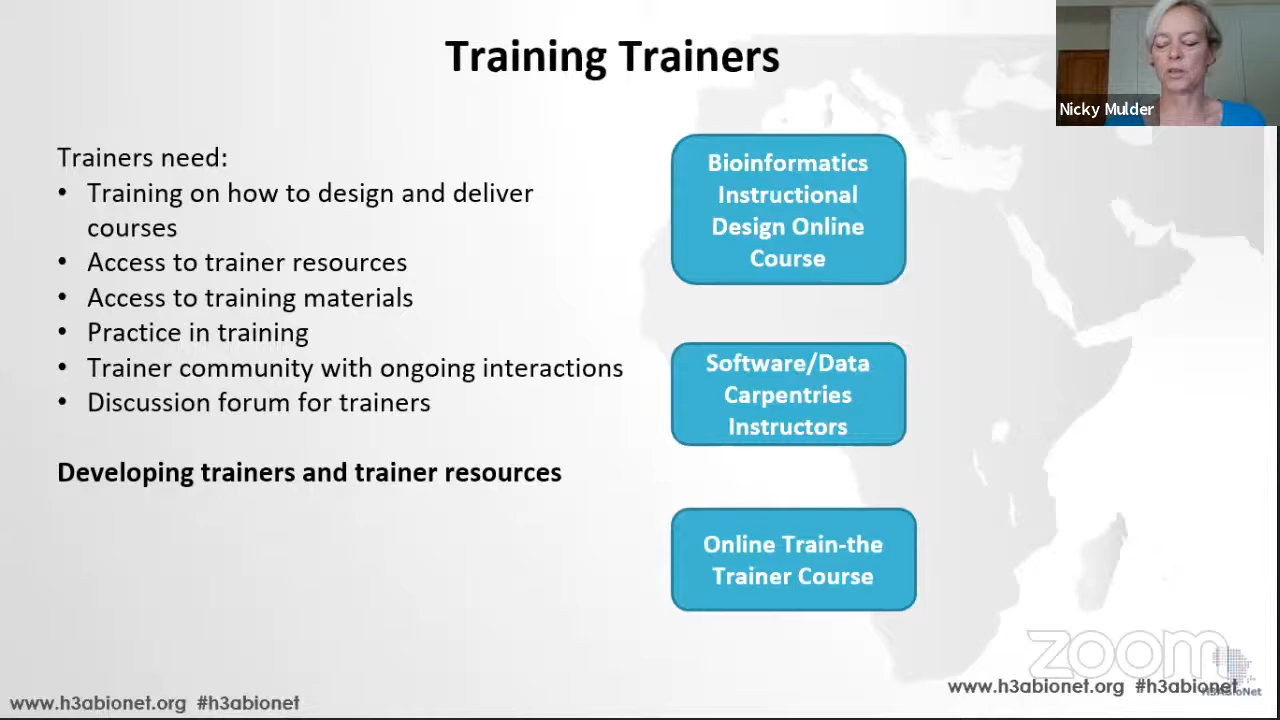 Training Trainers
Nicky Mulder
Trainers need:
• Training on how to design and deliver
courses
• Access to trainer resources
• Access to training materials
• Practice in training
• Trainer community with ongoing interactions
• Discussion forum for trainers
Developing trainers and trainer resources
Bioinformatics
Instructional
Design Online
Course
Software/Data
Carpentries
Instructors
Online Train-the
Trainer Course
zoom
www.h3abionet.org #h3abionet
H3ABioNet
www.h3abionet.org #h3abionet